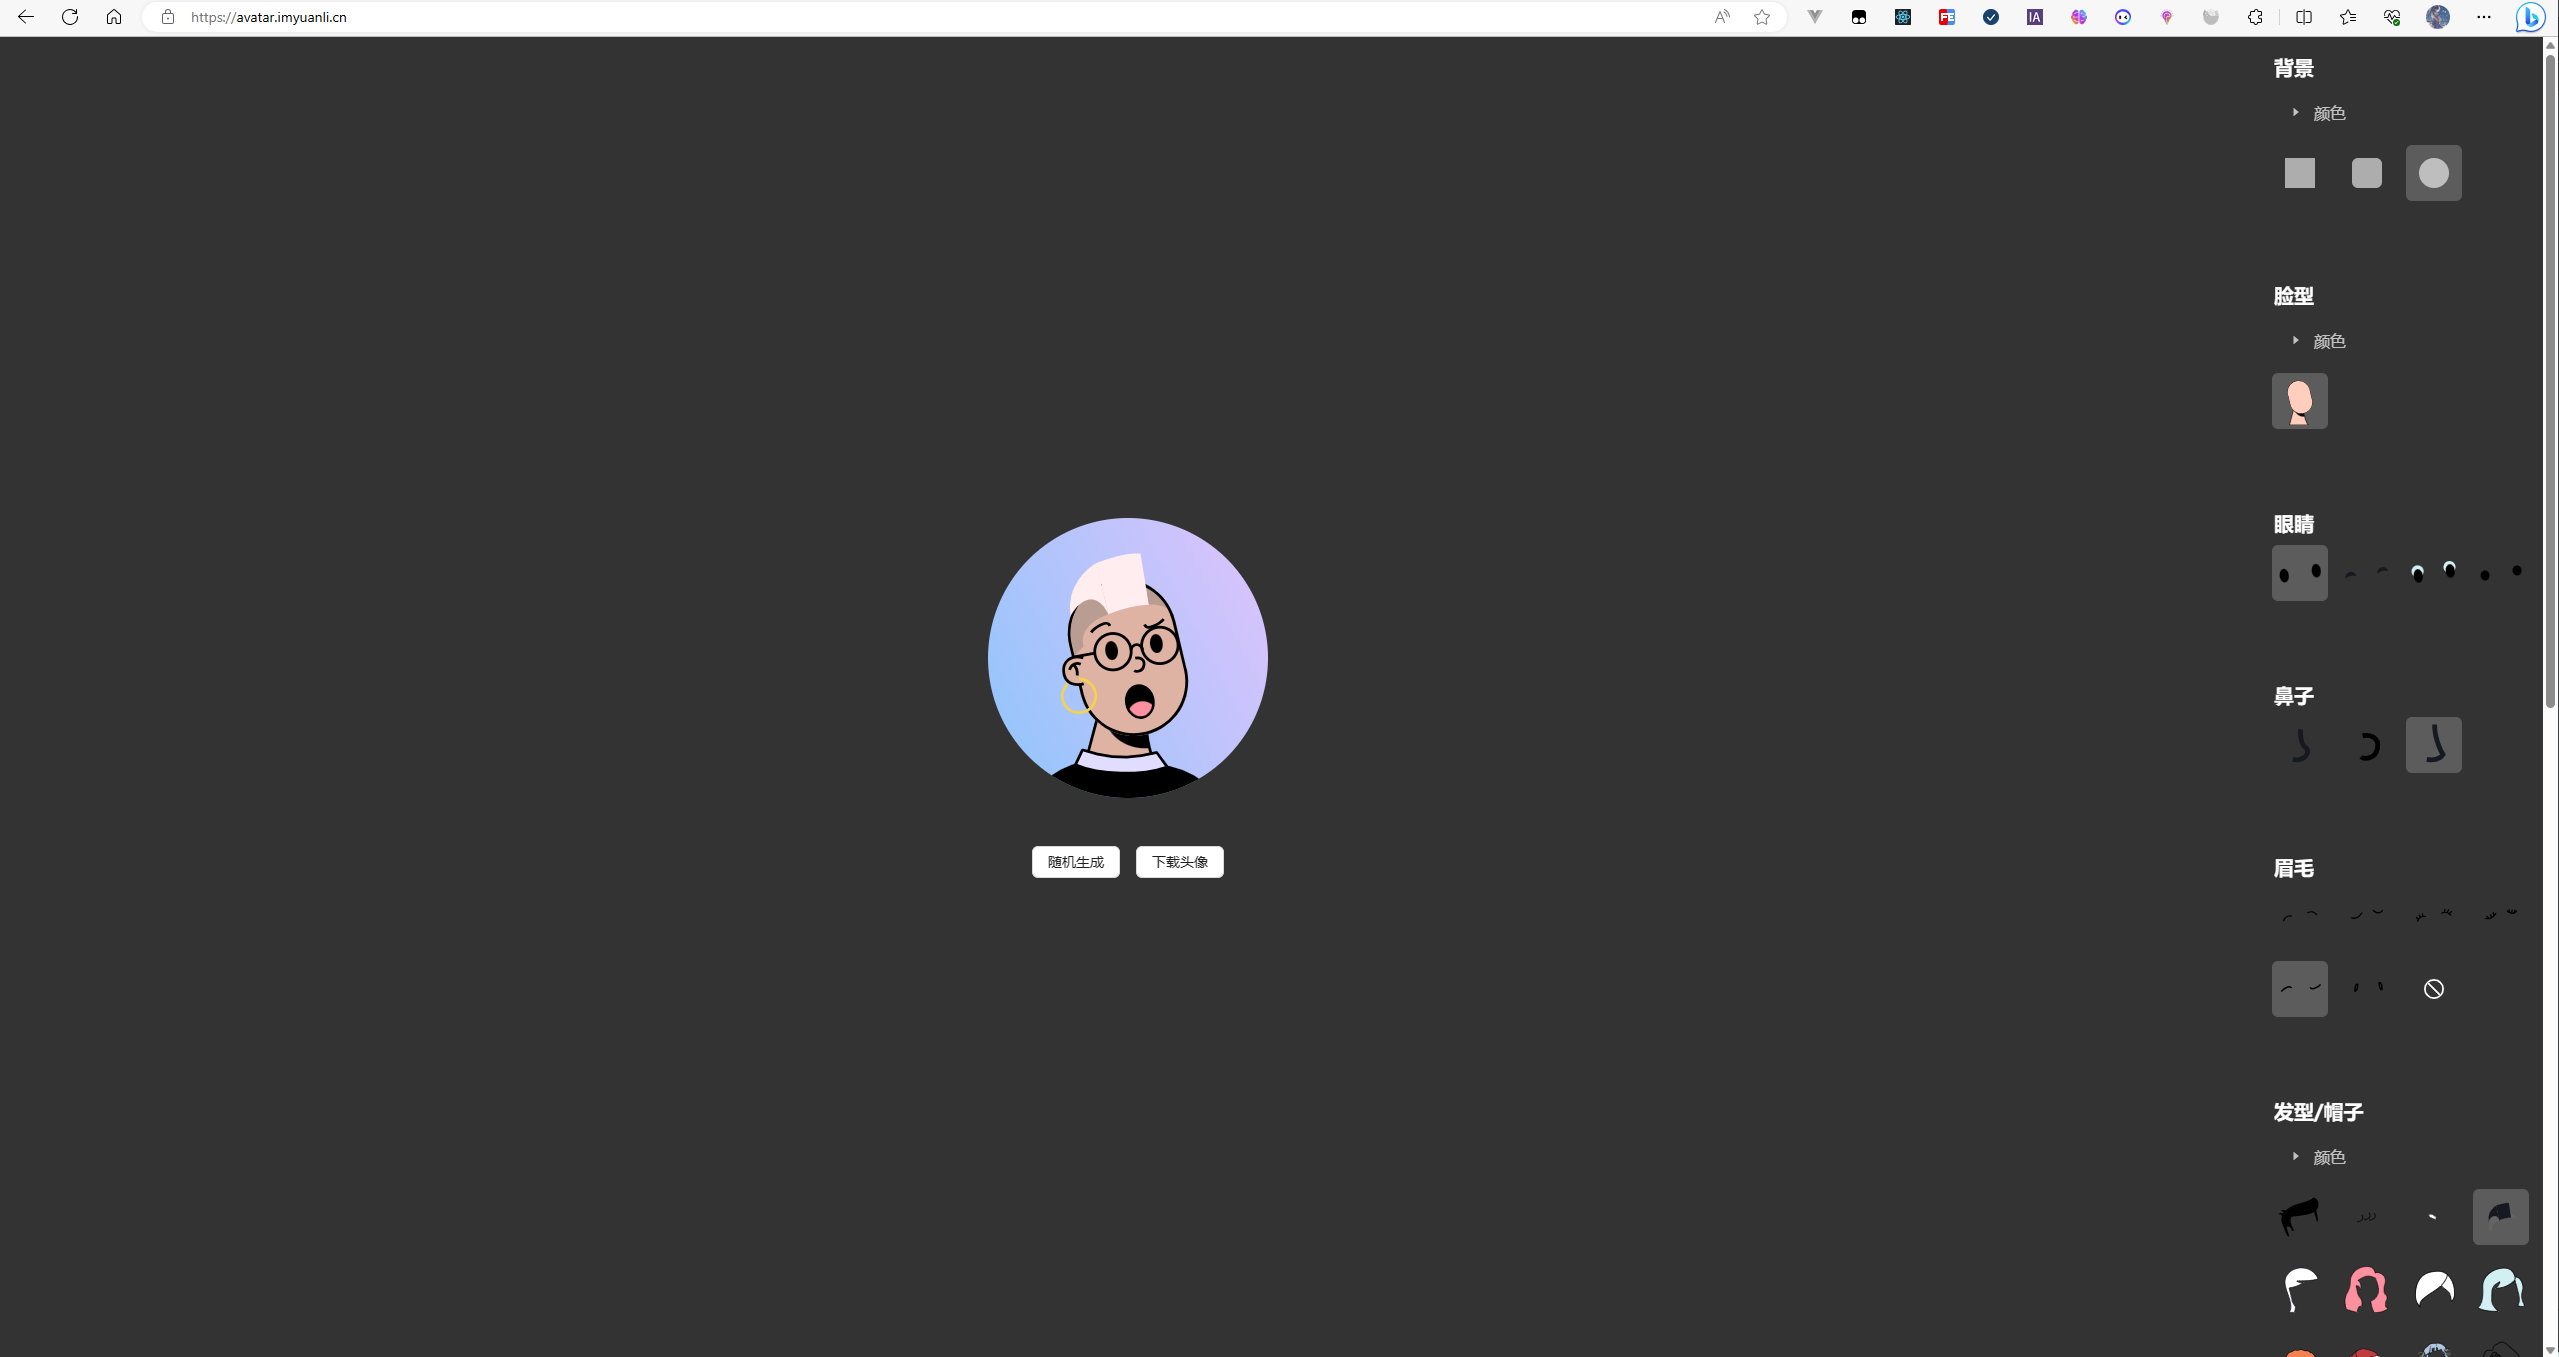 https://avatar.imyuanli.cn
背景
颜色
脸型
颜色
眼睛
鼻子
随机生成
下载头像
眉毛
发型/帽子
颜色